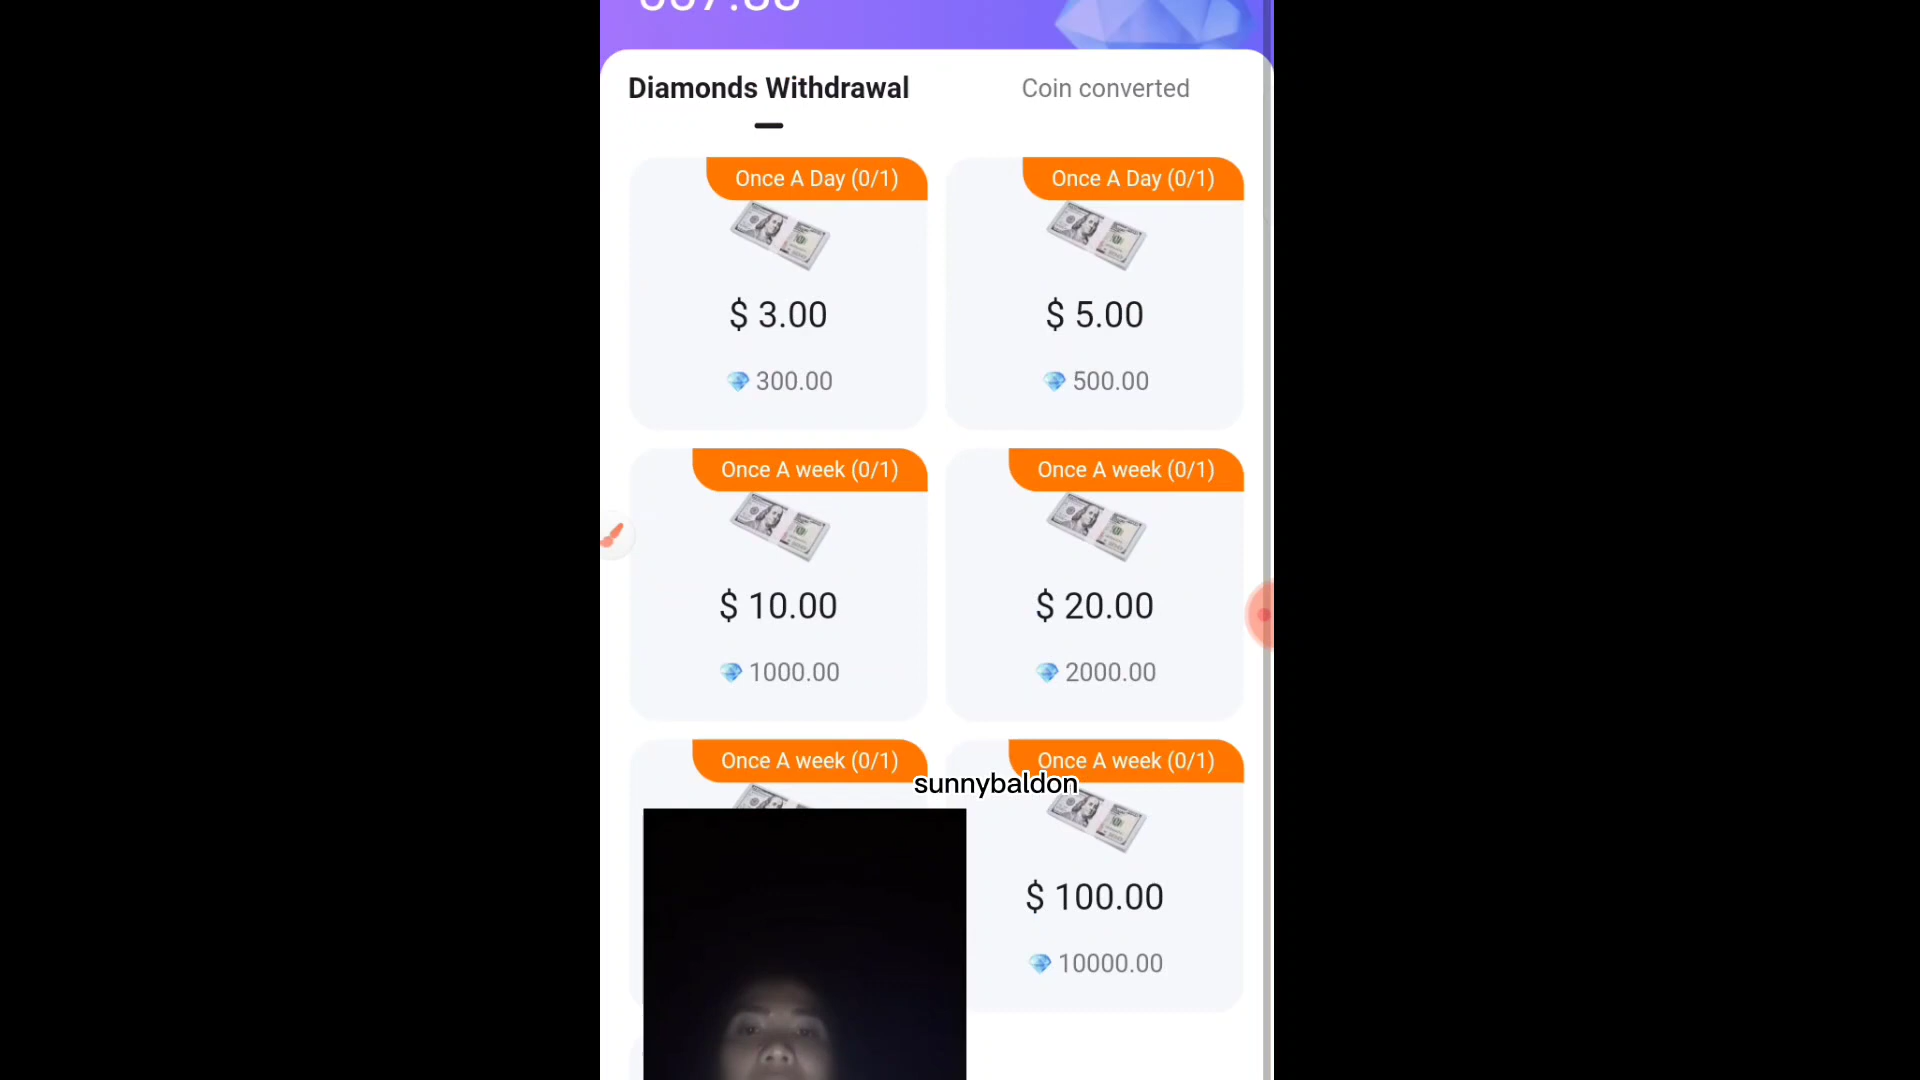 Diamonds Withdrawal
Coin converted
Once A Day (0/1)
Once A Day (0/1)
$ 3.00
$ 5.00
300.00
500.00
Once A week (0/1)
Once A week (0/1)
$ 10.00
$ 20.00
1000.00
2000.00
Once A week (0/1)
Once A week (0/1)
sunnybaldon
$ 100.00
10000.00